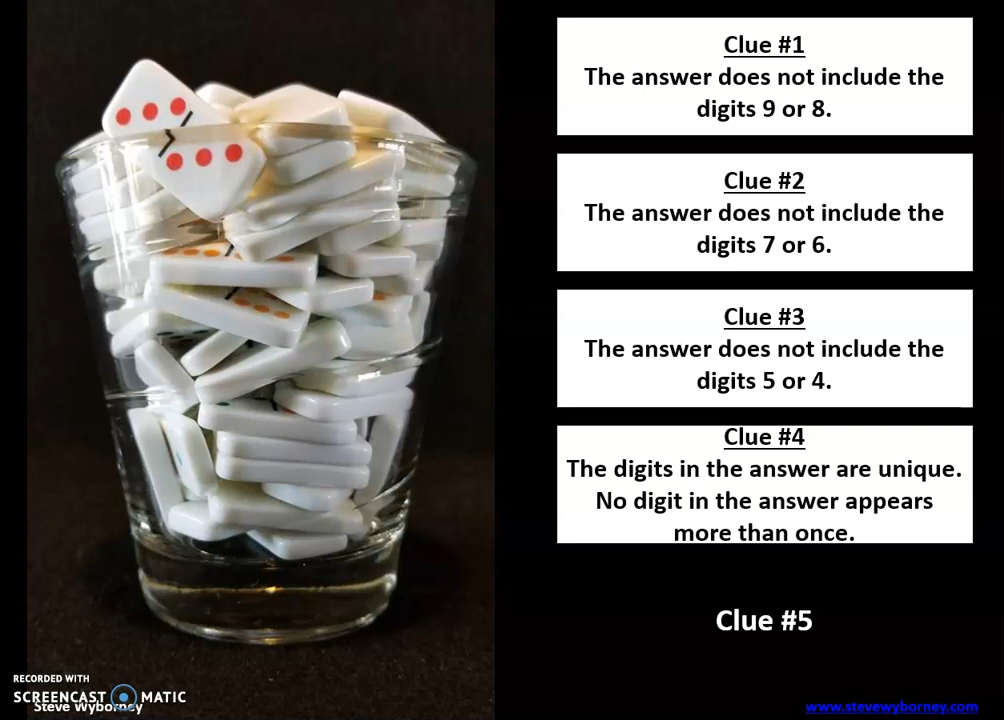 Clue #1
The answer does not include the
digits 9 or 8.
Clue #2
The answer does not include the
digits 7 or 6.
Clue #3
The answer does not include the
digits 5 or 4.
Clue #4
The digits in the answer are unique.
No digit in the answer appears
more than once.
Clue #5
RECORDED WITH
SCREENCAST MATIC
Steve Wyborney
www.stevewyborney.com